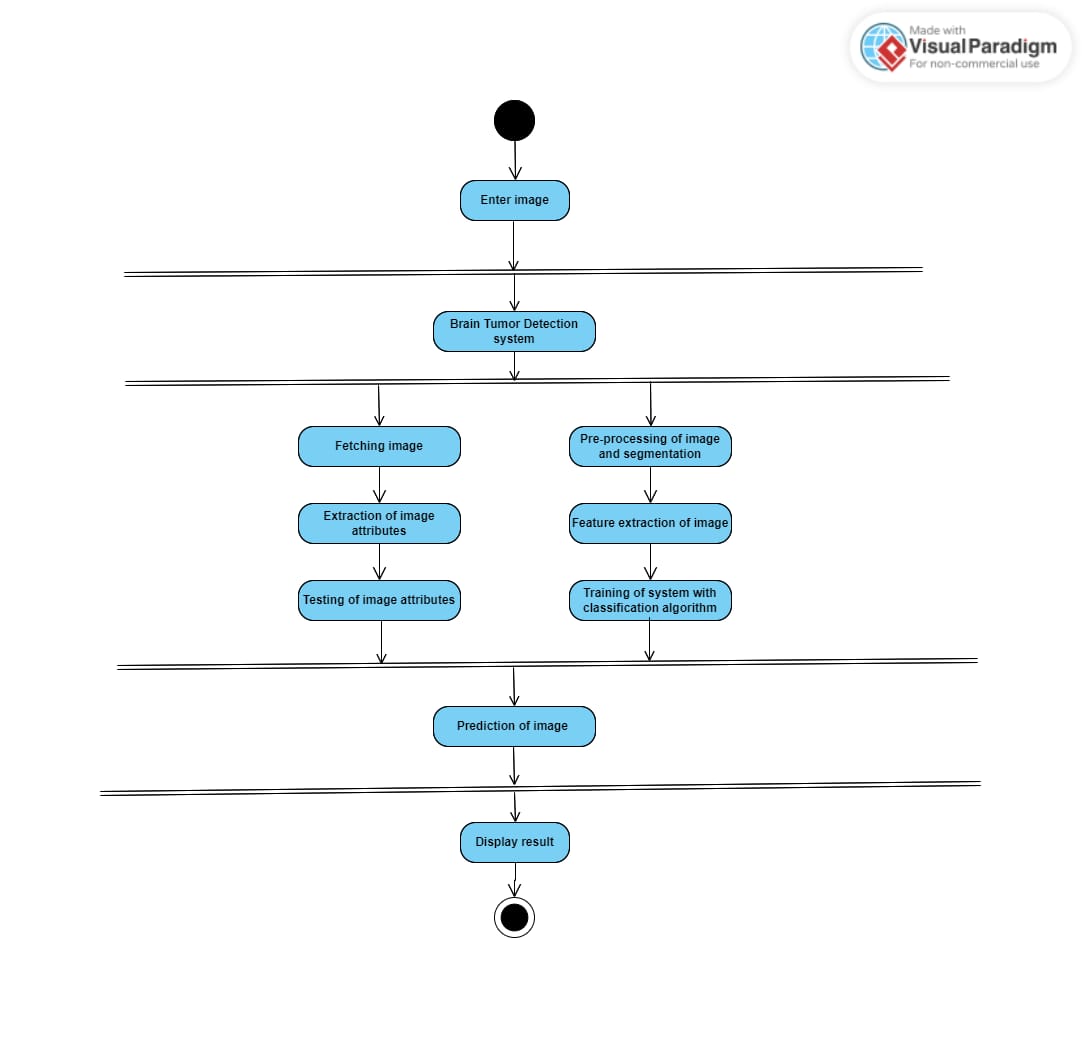 Made with
VisualParadigm
For non-commercial use
Enter image
Brain Tumor Detection
system
Fetching image
Pre-processing of image
and segmentation
Extraction of image
attributes
Feature extraction of image
Testing of image attributes
Training of system with
classification algorithm
Prediction of image
Display result